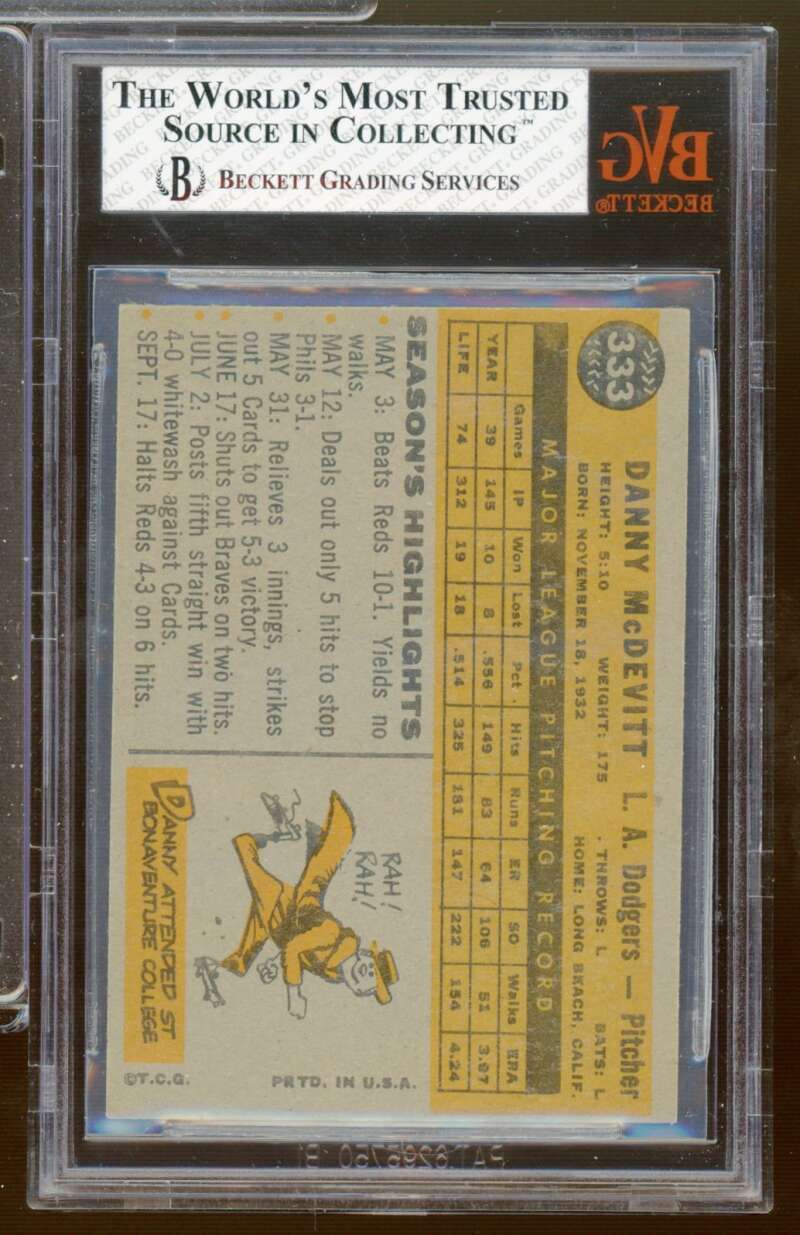 THE WORLD'S MOST TRUSTED
SOURCE IN COLLECTING™
B BECKETT GRADING SERVICES
BVG
BECKETT®
333
DANNY McDEVITT L. A. Dodgers — Pitcher
HEIGHT: 5:10 WEIGHT: 175 · THROWS: L BATS: L
BORN: NOVEMBER 18, 1932 HOME: LONG BEACH, CALIF.
MAJOR LEAGUE PITCHING RECORD
Games IP Won Lost Pct. Hits Runs ER SO Walks ERA
YEAR 39 145 10 8 .556 149 83 64 106 51 3.97
LIFE 74 312 19 18 .514 325 181 147 222 154 4.24
SEASON'S HIGHLIGHTS
• MAY 3: Beats Reds 10-1. Yields no
walks.
• MAY 12: Deals out only 5 hits to stop
Phils 3-1.
• MAY 31: Relieves 3 innings, strikes
out 5 Cards to get 5-3 victory.
• JUNE 17: Shuts out Braves on two hits.
• JULY 2: Posts fifth straight win with
4-0 whitewash against Cards.
• SEPT. 17: Halts Reds 4-3 on 6 hits.
RAH!
RAH!
DANNY ATTENDED ST
BONAVENTURE COLLEGE
©T.C.G. PRTD. IN U.S.A.